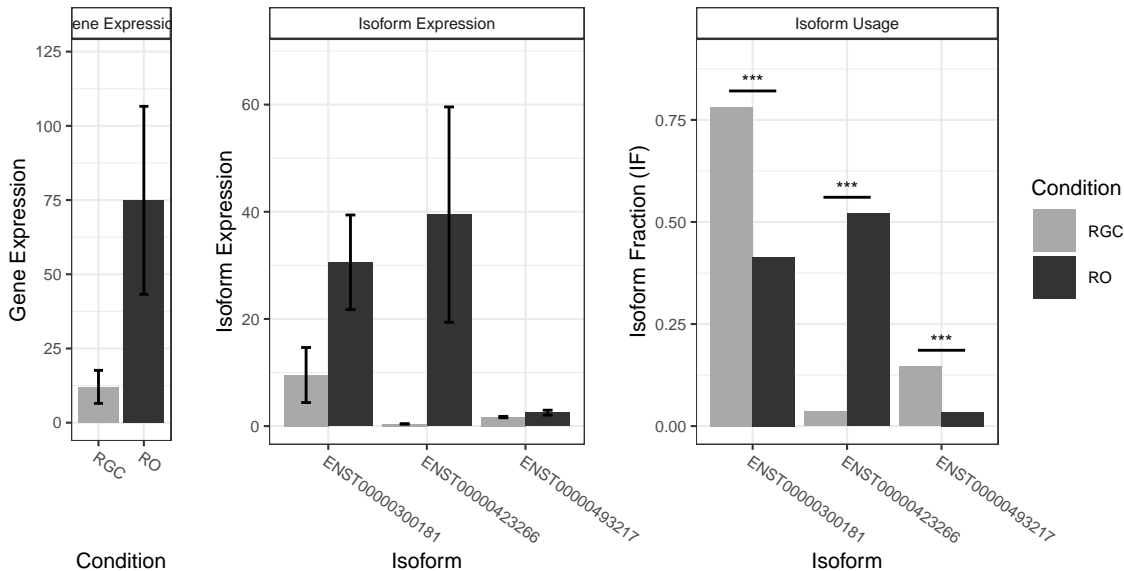 ene Expressio
Gene Expression
125
100
75
50
25
0
RGC
RO
Condition
Isoform Expression
Isoform Expression
60
40
20
0
ENST00000300181
ENST00000423266
ENST00000493217
Isoform
Isoform Usage
Isoform Fraction (IF)
0.75
0.50
0.25
0.00
***
***
***
ENST00000300181
ENST00000423266
ENST00000493217
Isoform
Condition
RGC
RO